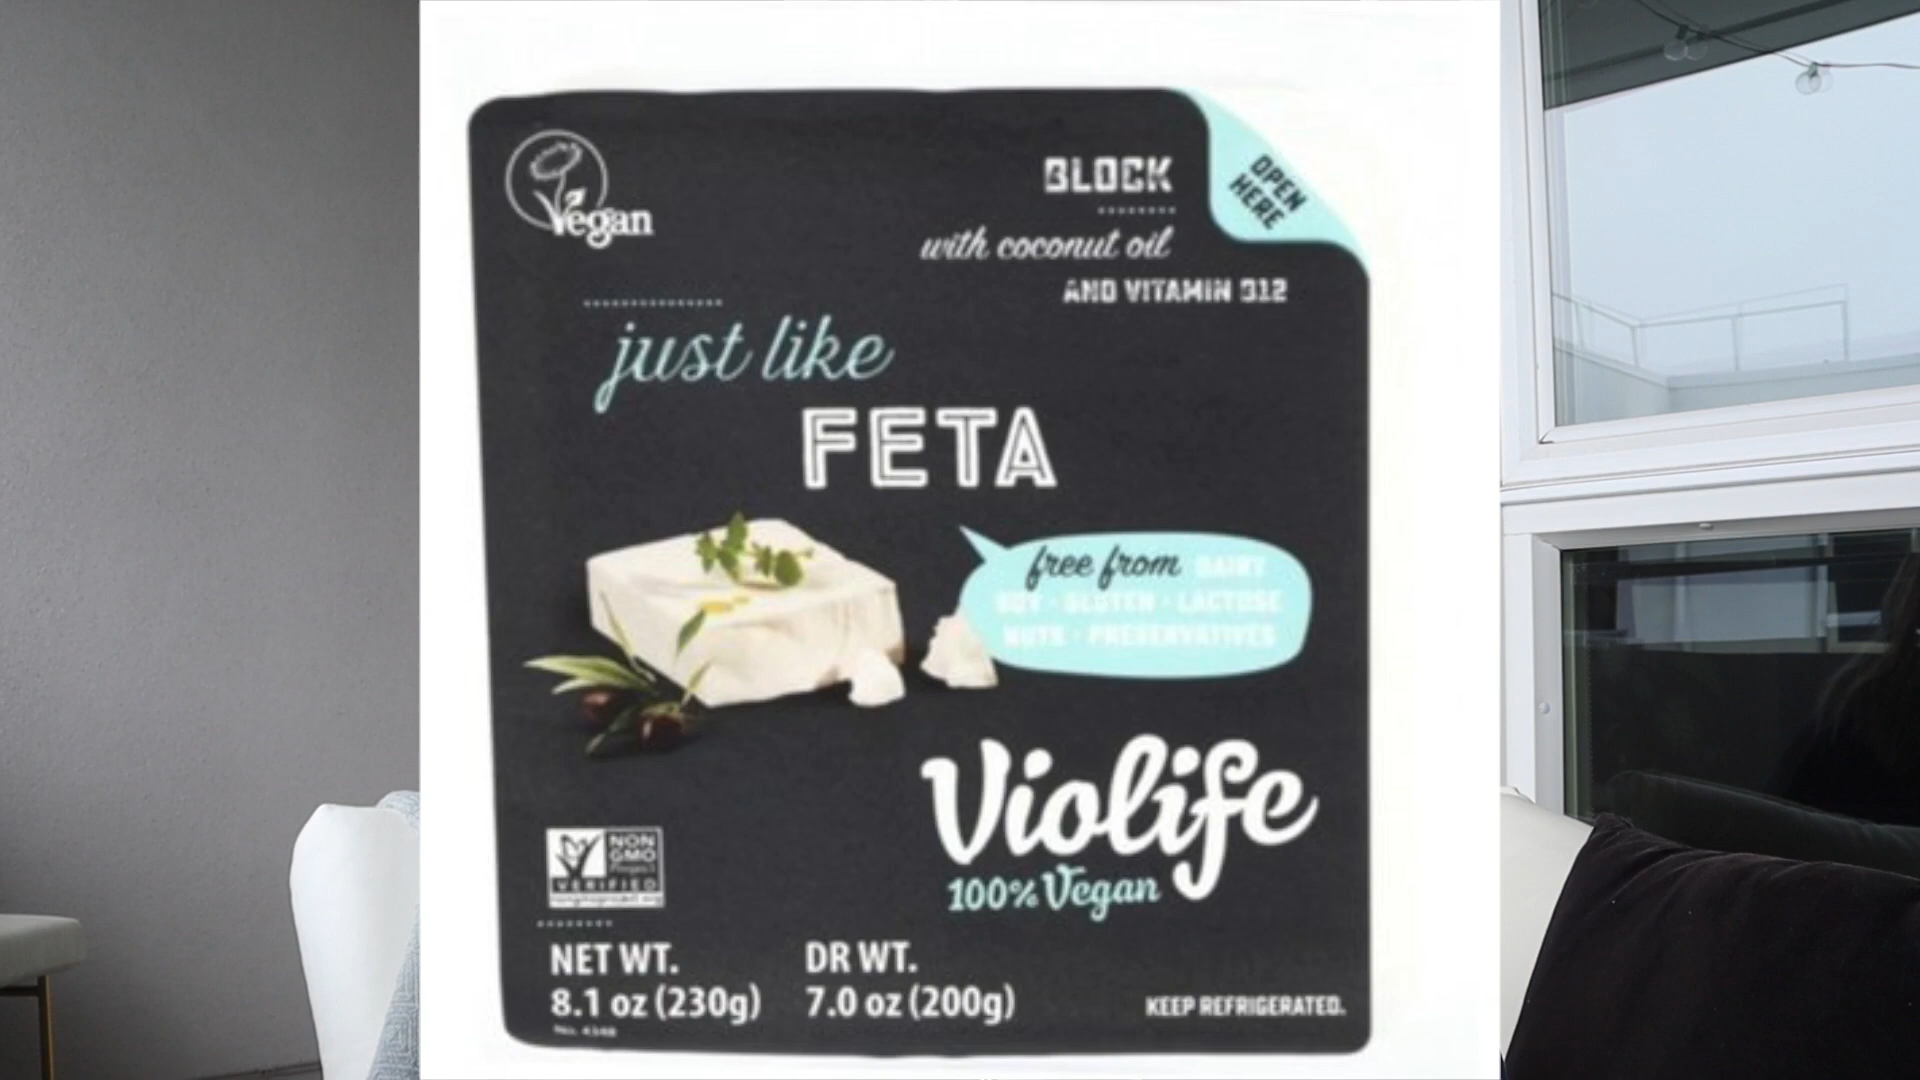 Vegan
BLOCK
with coconut oil
AND VITAMIN B12
OPEN
HERE
just like
FETA
free from DAIRY
SOY · GLUTEN · LACTOSE
NUTS · PRESERVATIVES
Violife
100% Vegan
NON
GMO
Project
VERIFIED
NET WT.
8.1 oz (230g)
DR WT.
7.0 oz (200g)
KEEP REFRIGERATED.